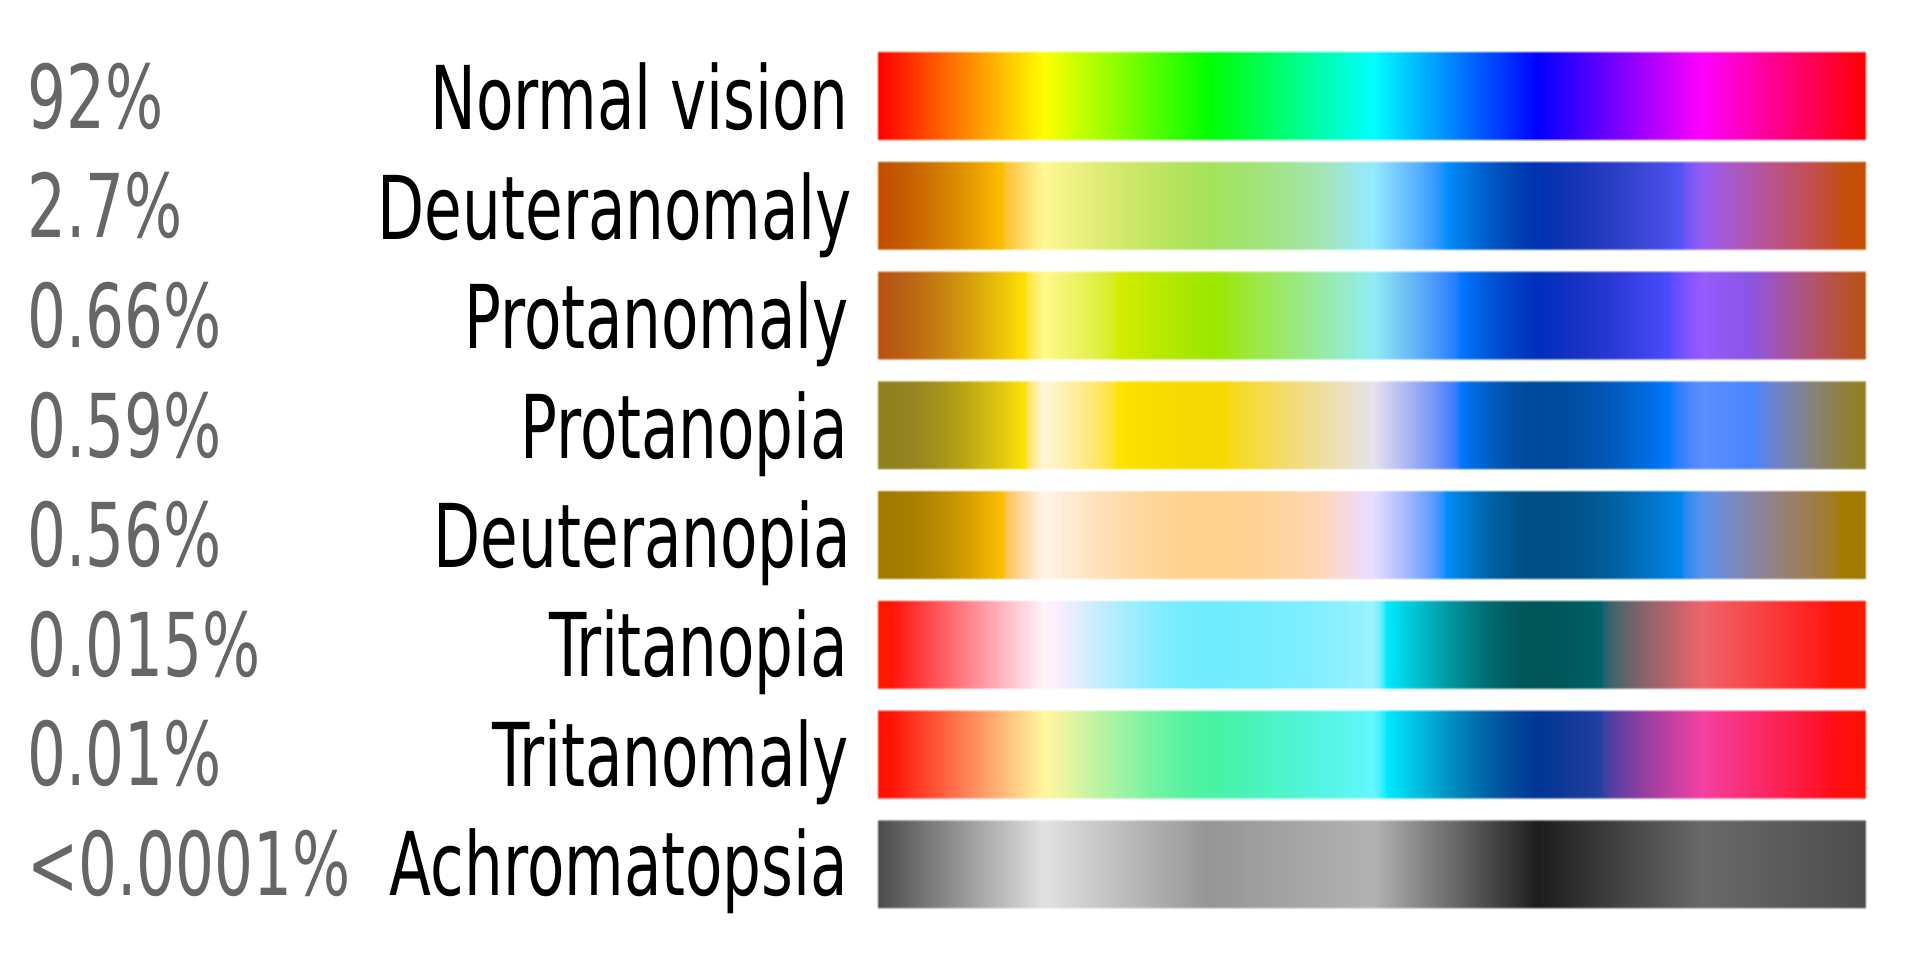 92% Normal vision
2.7% Deuteranomaly
0.66% Protanomaly
0.59% Protanopia
0.56% Deuteranopia
0.015% Tritanopia
0.01% Tritanomaly
<0.0001% Achromatopsia